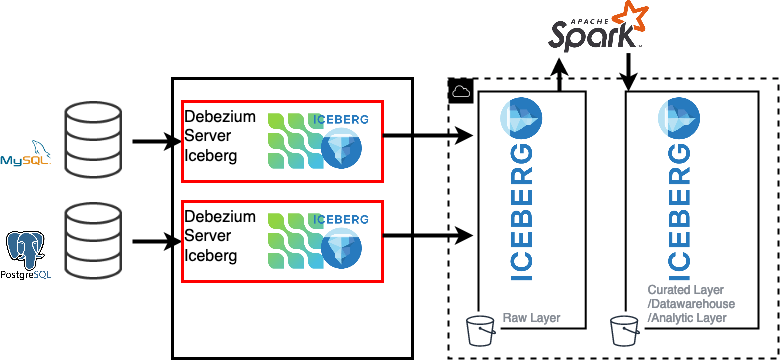 APACHE
Spark
MySQL
Debezium
Server
Iceberg
ICEBERG
ICEBERG
ICEBERG
PostgreSQL
Debezium
Server
Iceberg
ICEBERG
Raw Layer
Curated Layer
/Datawarehouse
/Analytic Layer